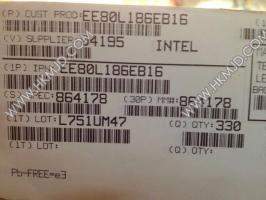 (P) CUST PROD:EE80L186EB16
(V) SUPPLIER:04195 INTEL
(1P) IPN:EE80L186EB16
(S) SPEC:864178 (30P) MM#:864178
(1T) LOT:L751UM47 (Q) QTY:330
(1T) LOT: (Q) QTY:
Pb-FREE e3
WWW.HKMJD.COM